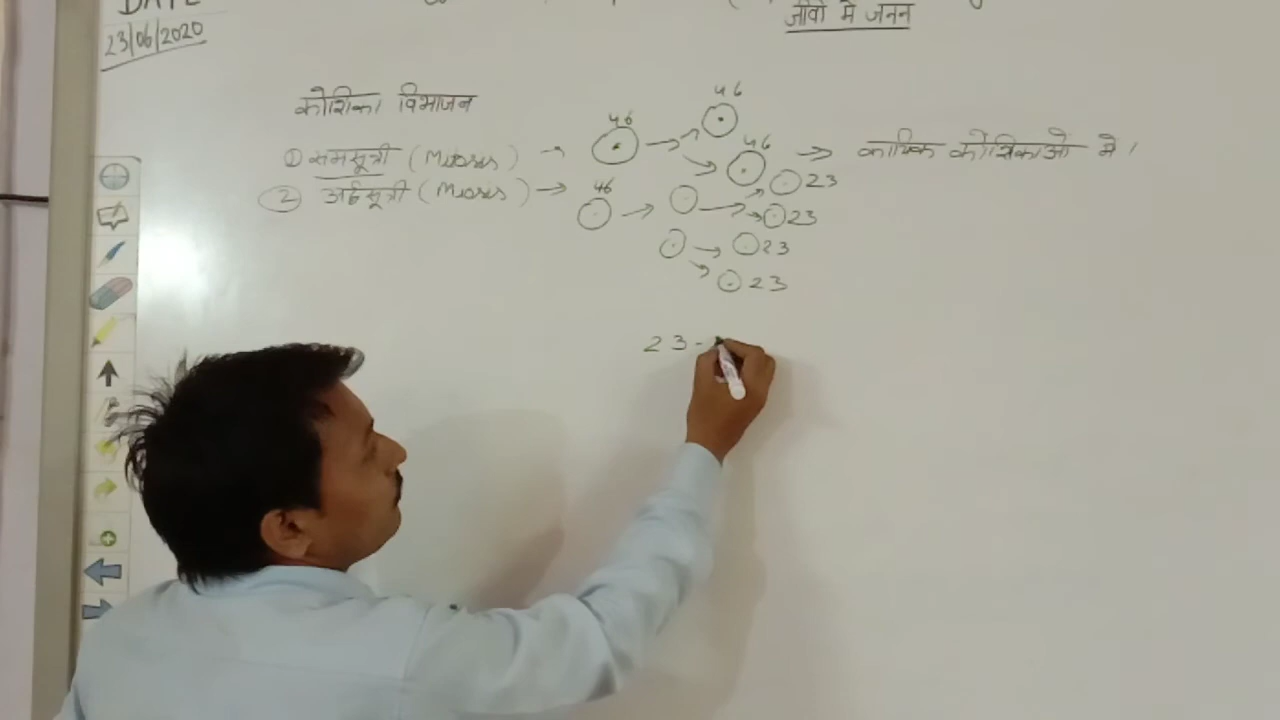 DATE
23/06/2020
जीवो मे जनन
कोशिका विभाजन
① समसूत्री (Mitosis) → 46 → 46
46 → कायिक कोशिकाओ मे।
② अर्द्धसूत्री (Miosis) → 46 → → 23
23
→ 23
23
23 -